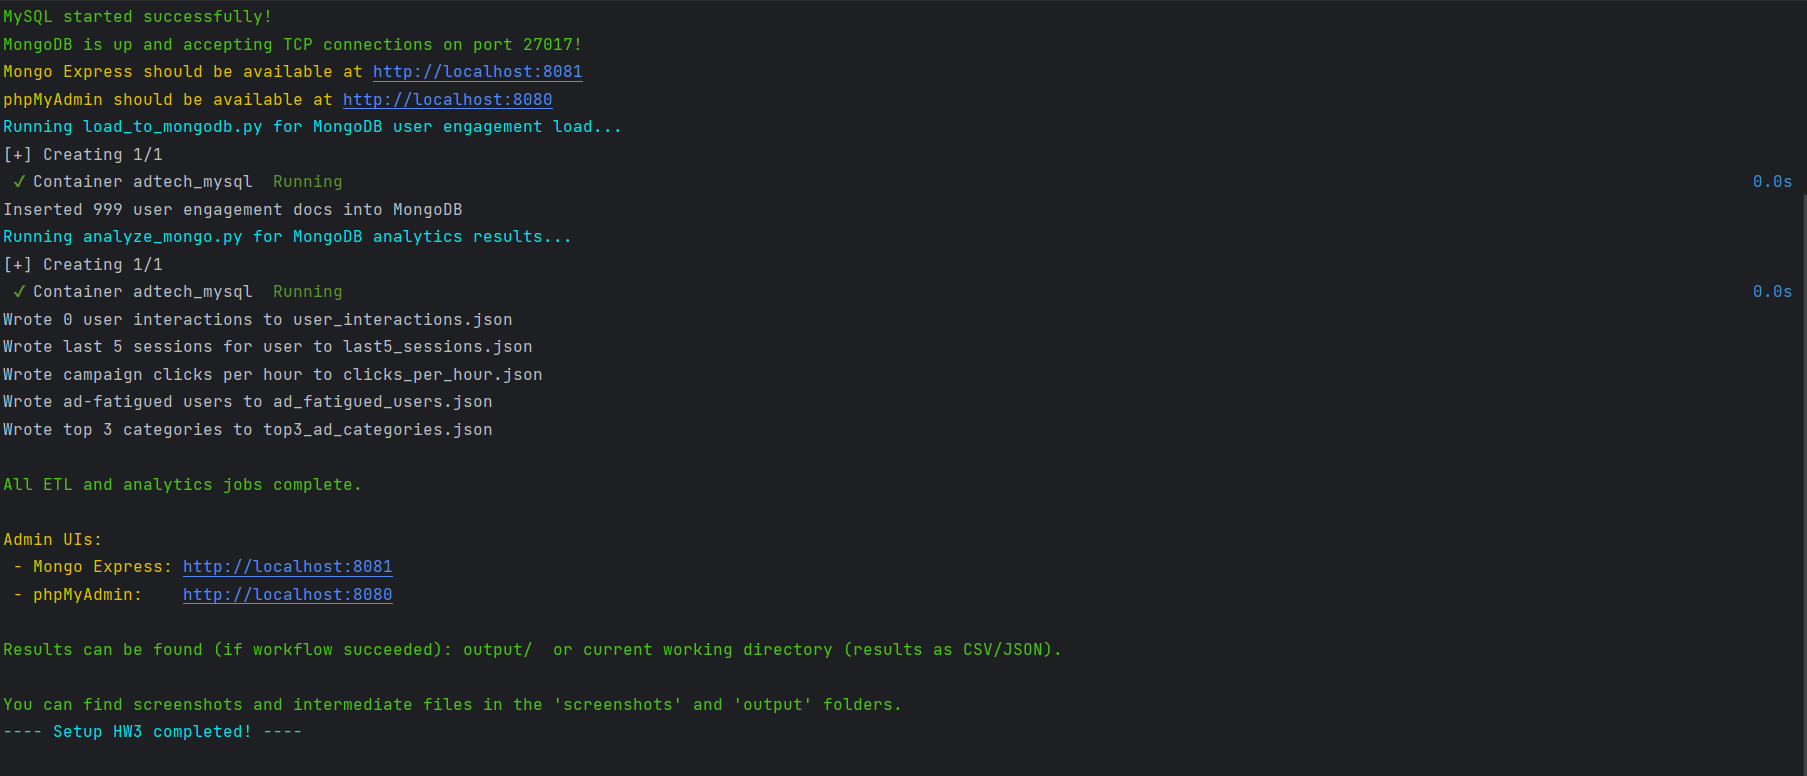 MySQL started successfully!
MongoDB is up and accepting TCP connections on port 27017!
Mongo Express should be available at http://localhost:8081
phpMyAdmin should be available at http://localhost:8080
Running load_to_mongodb.py for MongoDB user engagement load...
[+] Creating 1/1
✓ Container adtech_mysql  Running 0.0s
Inserted 999 user engagement docs into MongoDB
Running analyze_mongo.py for MongoDB analytics results...
[+] Creating 1/1
✓ Container adtech_mysql  Running 0.0s
Wrote 0 user interactions to user_interactions.json
Wrote last 5 sessions for user to last5_sessions.json
Wrote campaign clicks per hour to clicks_per_hour.json
Wrote ad-fatigued users to ad_fatigued_users.json
Wrote top 3 categories to top3_ad_categories.json
All ETL and analytics jobs complete.
Admin UIs:
- Mongo Express: http://localhost:8081
- phpMyAdmin:    http://localhost:8080
Results can be found (if workflow succeeded): output/  or current working directory (results as CSV/JSON).
You can find screenshots and intermediate files in the 'screenshots' and 'output' folders.
---- Setup HW3 completed! ----